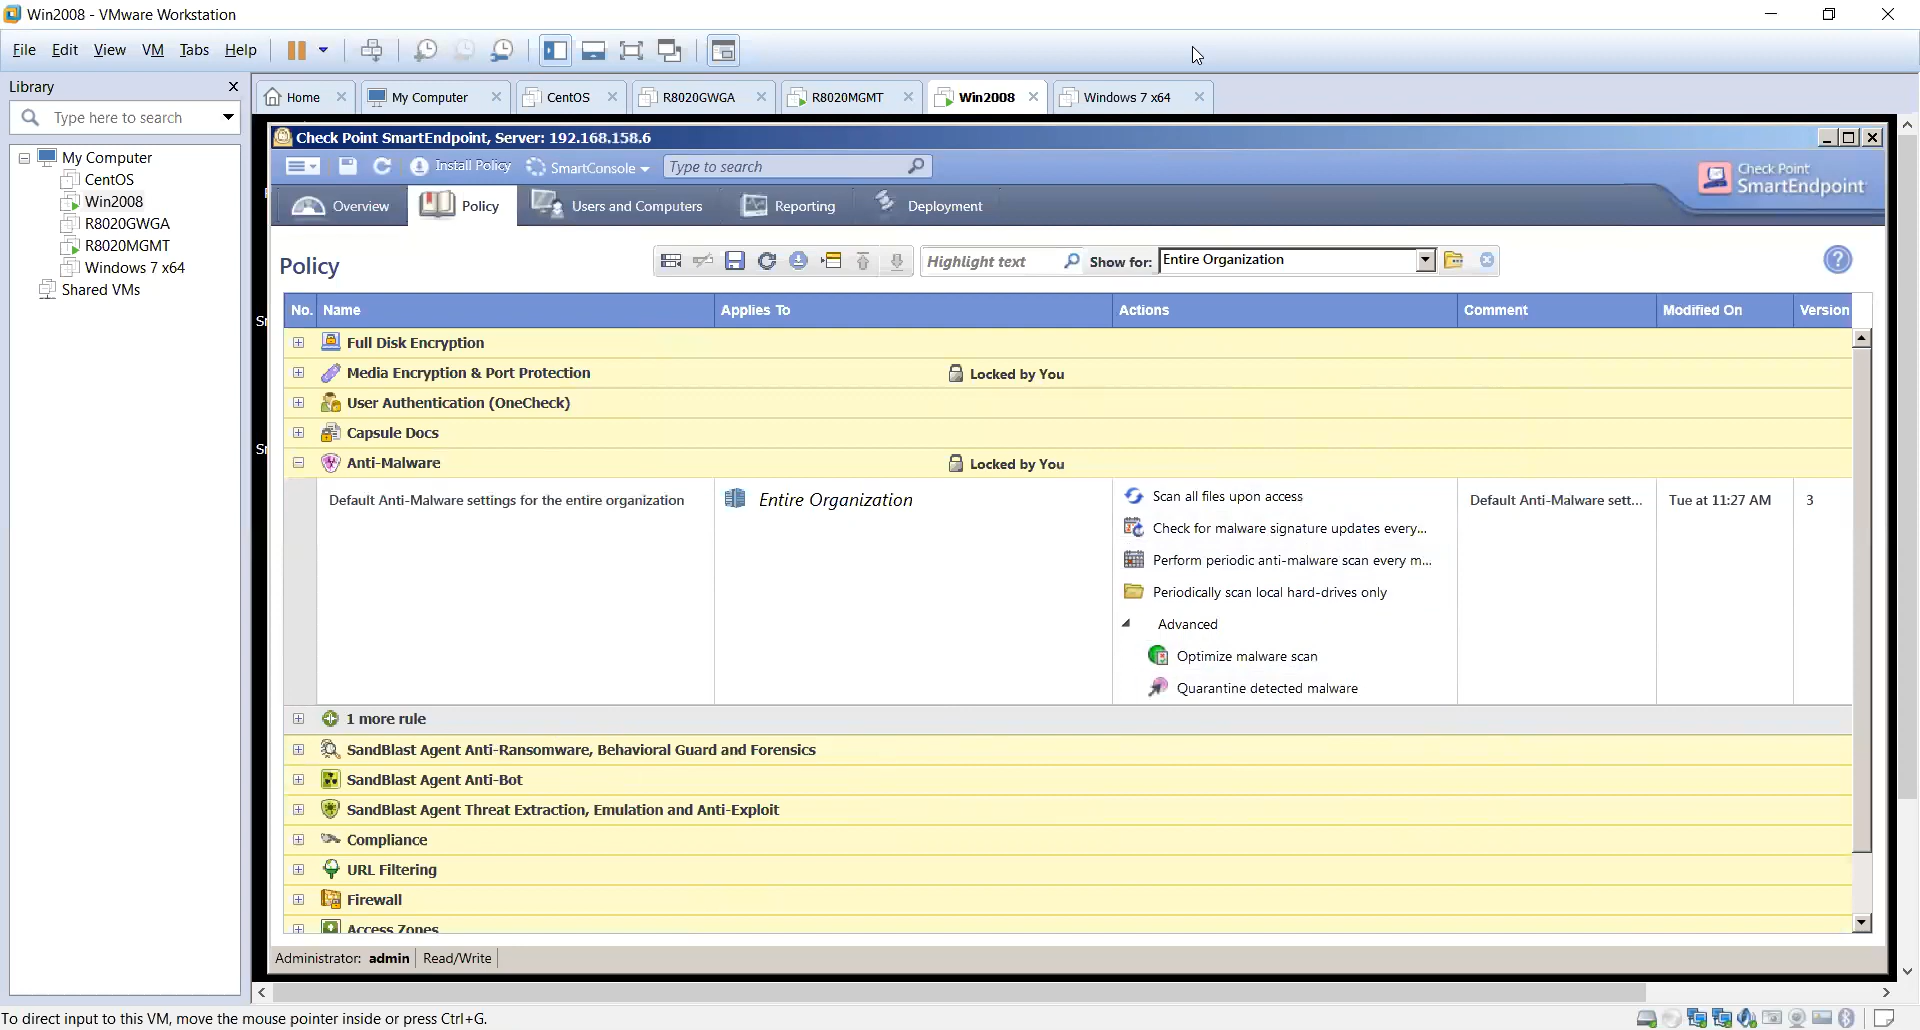 Win2008 - VMware Workstation
File Edit View VM Tabs Help
Library
Type here to search
My Computer
CentOS
Win2008
R8020GWGA
R8020MGMT
Windows 7 x64
Shared VMs
Home
My Computer
CentOS
R8020GWGA
R8020MGMT
Win2008
Windows 7 x64
Check Point SmartEndpoint, Server: 192.168.158.6
Install Policy
SmartConsole
Type to search
Check Point
SmartEndpoint
Overview
Policy
Users and Computers
Reporting
Deployment
Policy
Highlight text
Show for:
Entire Organization
No. Name Applies To Actions Comment Modified On Version
Full Disk Encryption
Media Encryption & Port Protection Locked by You
User Authentication (OneCheck)
Capsule Docs
Anti-Malware Locked by You
Default Anti-Malware settings for the entire organization
Entire Organization
Scan all files upon access
Check for malware signature updates every...
Perform periodic anti-malware scan every m...
Periodically scan local hard-drives only
Advanced
Optimize malware scan
Quarantine detected malware
Default Anti-Malware sett...
Tue at 11:27 AM
3
1 more rule
SandBlast Agent Anti-Ransomware, Behavioral Guard and Forensics
SandBlast Agent Anti-Bot
SandBlast Agent Threat Extraction, Emulation and Anti-Exploit
Compliance
URL Filtering
Firewall
Access Zones
Administrator: admin Read/Write
To direct input to this VM, move the mouse pointer inside or press Ctrl+G.